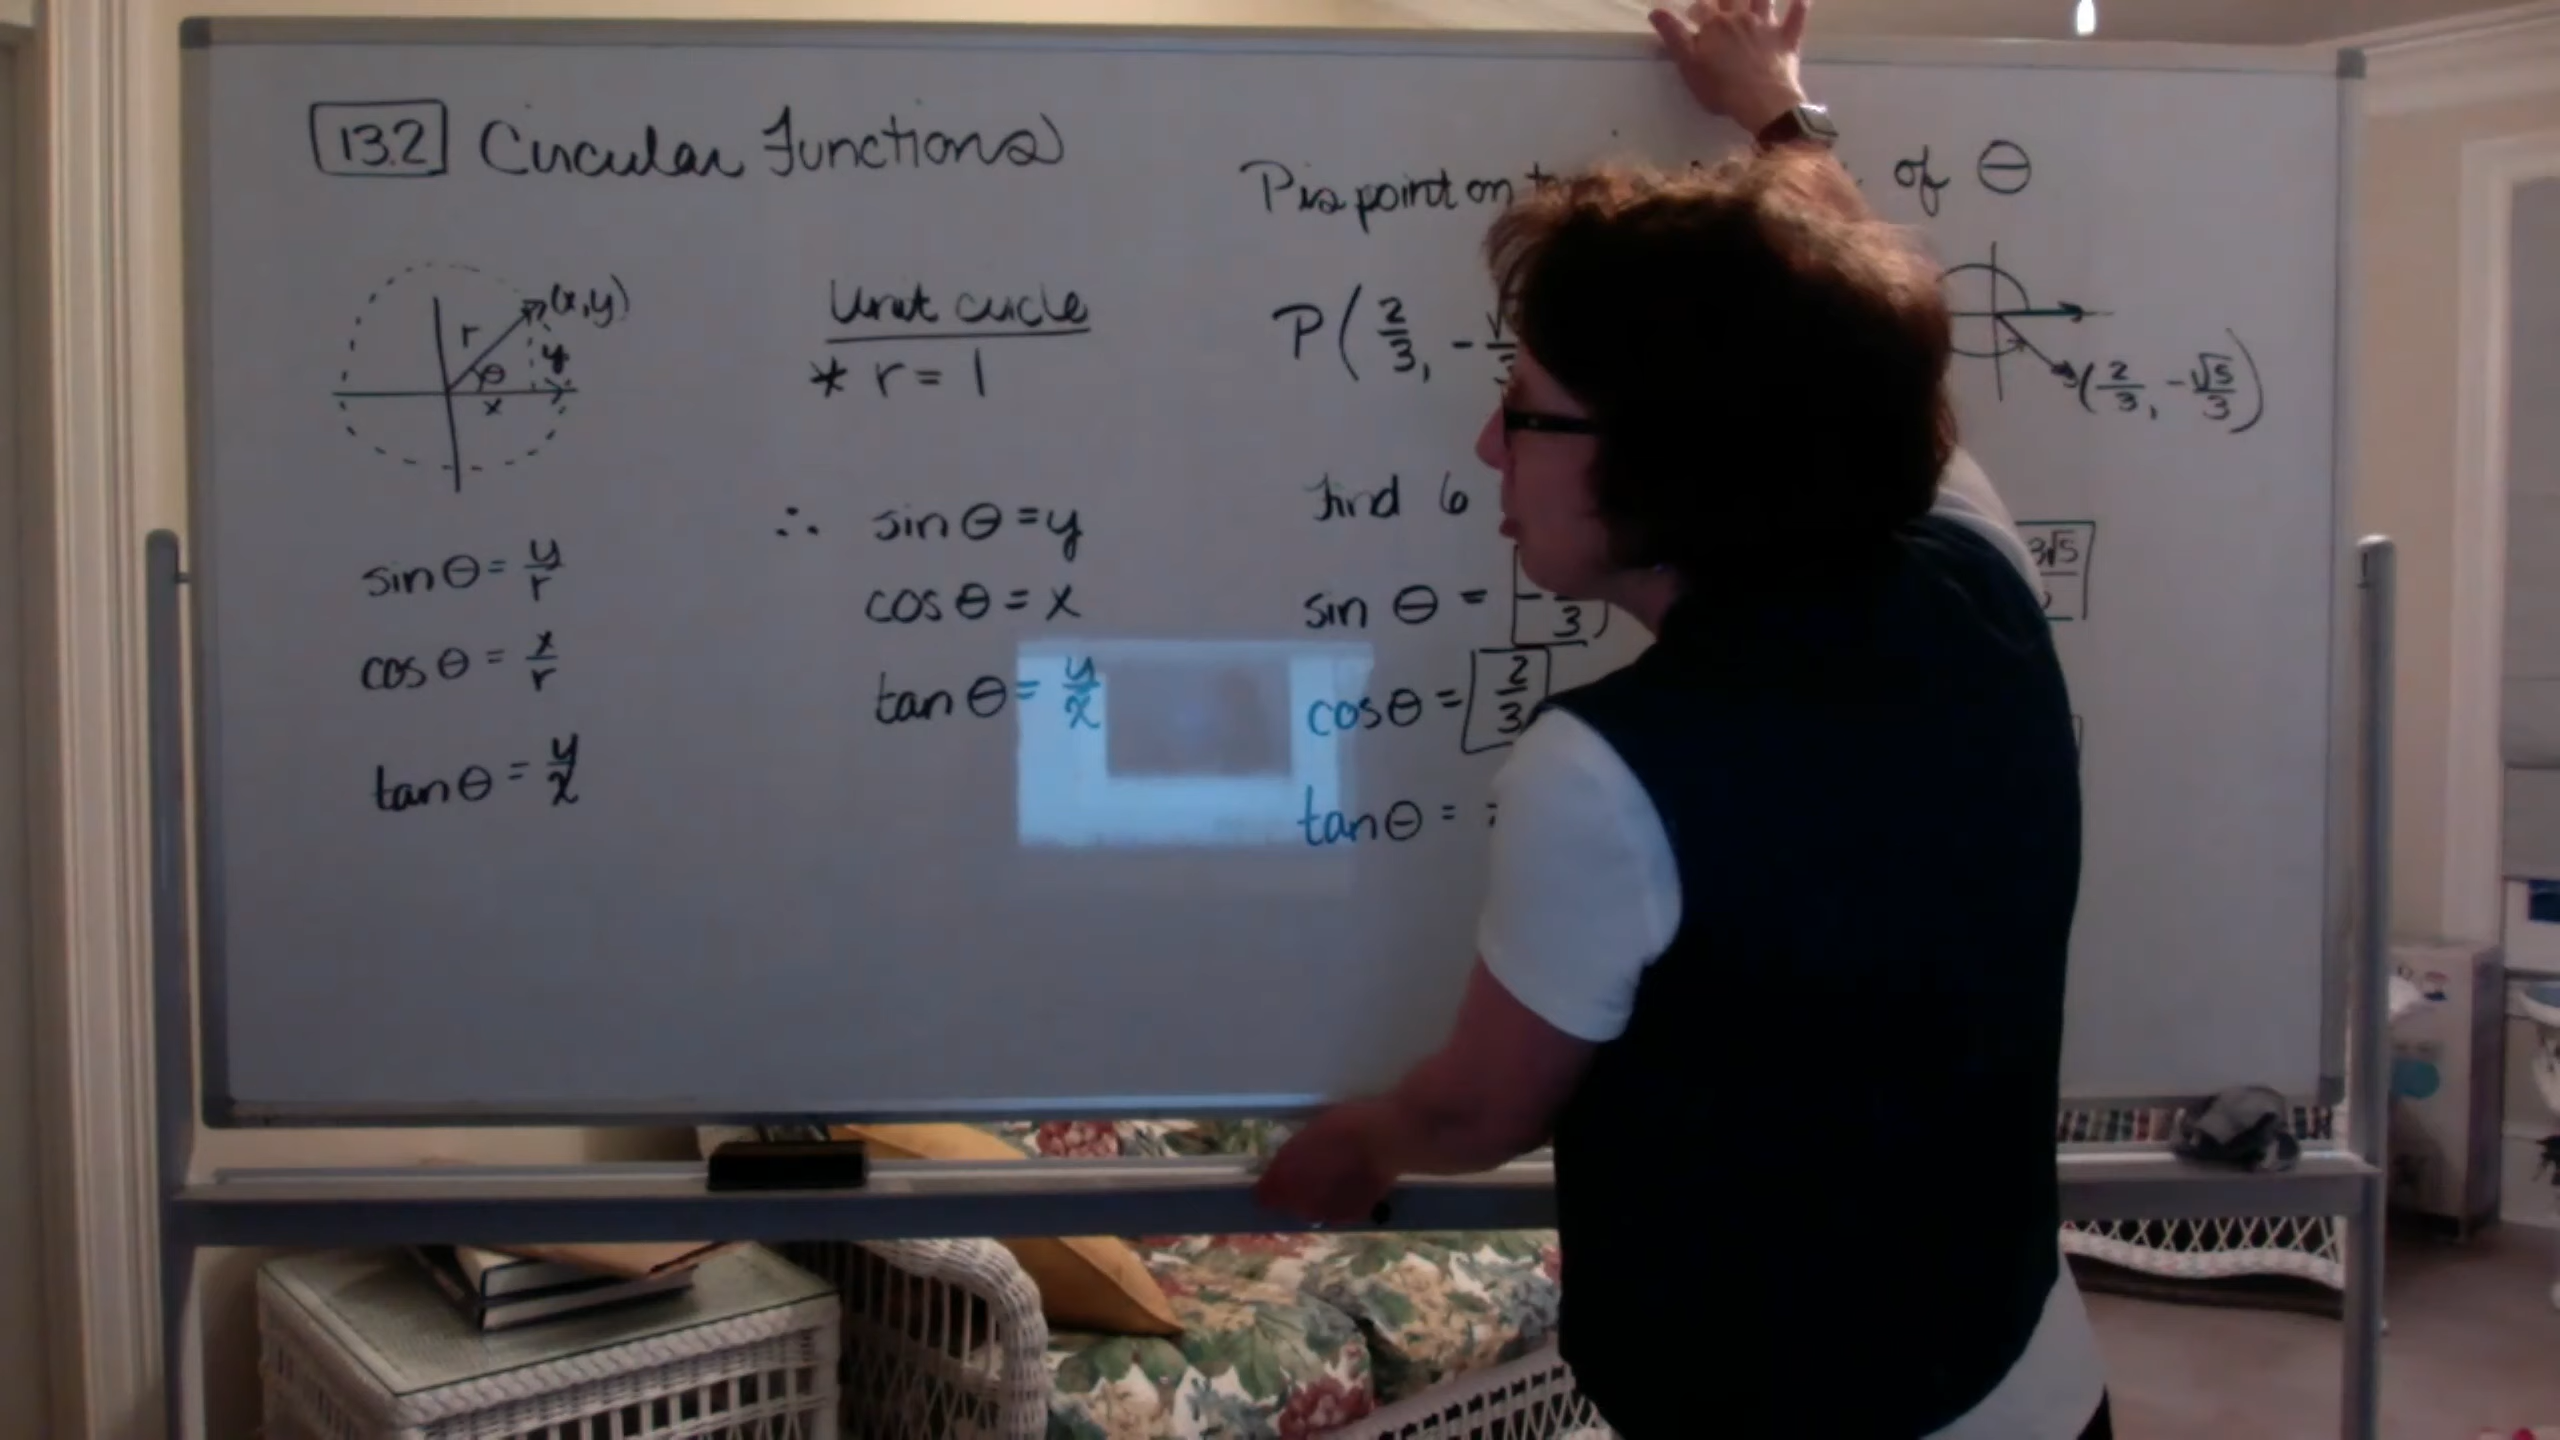 13.2 Circular Functions
(x,y)
r
y
θ
x
sin θ = y/r
cos θ = x/r
tan θ = y/x
Unit circle
* r = 1
∴ sin θ = y
cos θ = x
tan θ = y/x
P is a point on of θ
P(2/3, -
(2/3, -√5/3)
Find 6
sin θ = - /3
3√5
cos θ = 2/3
tan θ =